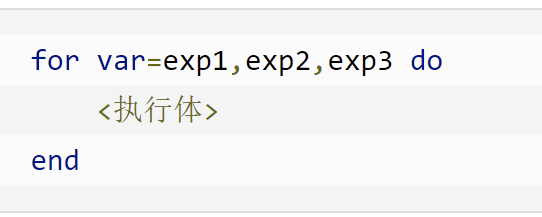 for var=exp1,exp2,exp3 do
<执行体>
end